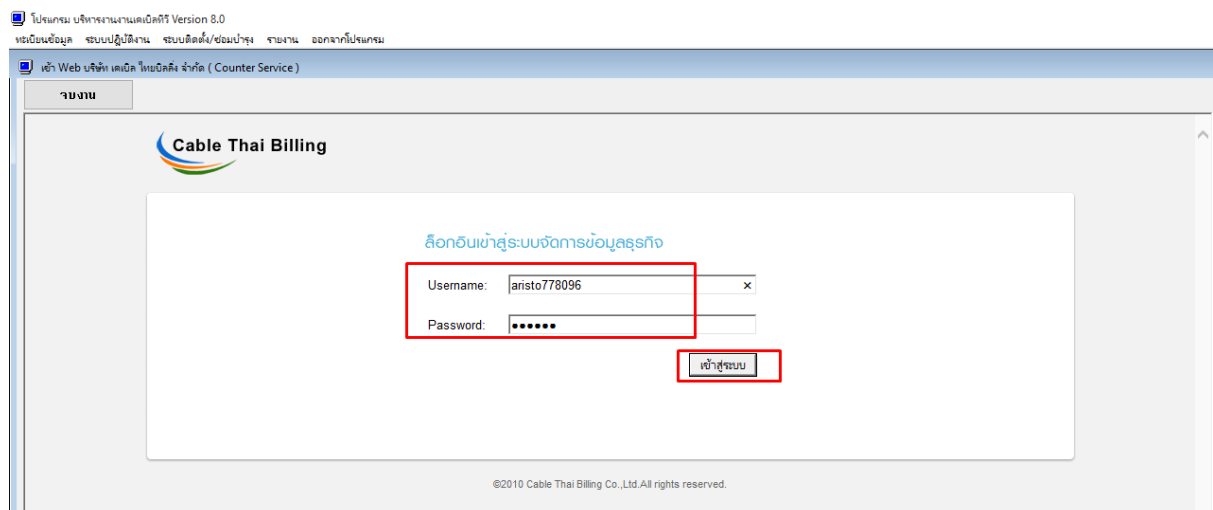 โปรแกรม บริหารงานงานเคเบิลทีวี Version 8.0
ทะเบียนข้อมูล ระบบปฎิบัติงาน ระบบติดตั้ง/ซ่อมบำรุง รายงาน ออกจากโปรแกรม
เข้า Web บริษัท เคเบิล ไทยบิลลิ่ง จำกัด ( Counter Service )
จบงาน
Cable Thai Billing
ล็อกอินเข้าสู่ระบบจัดการข้อมูลธุรกิจ
Username: aristo778096
Password: ●●●●●●
เข้าสู่ระบบ
©2010 Cable Thai Billing Co.,Ltd.All rights reserved.